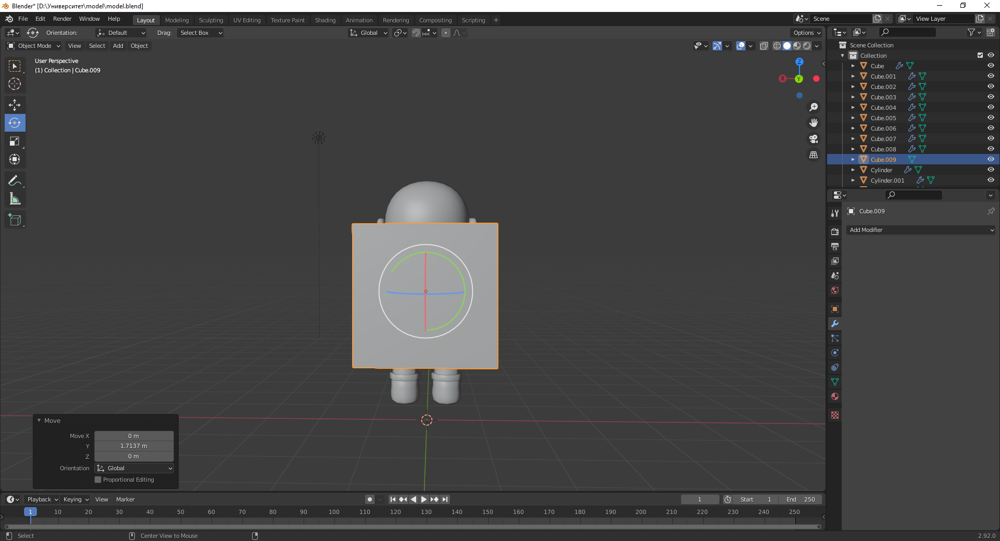 Blender* [D:\Университет\model\model.blend]
File Edit Render Window Help
Layout Modeling Sculpting UV Editing Texture Paint Shading Animation Rendering Compositing Scripting +
Scene
View Layer
Orientation: Default Drag: Select Box
Global
Options
Object Mode View Select Add Object
User Perspective
(1) Collection | Cube.009
Z
X
Y
Scene Collection
Collection
Cube
Cube.001
Cube.002
Cube.003
Cube.004
Cube.005
Cube.006
Cube.007
Cube.008
Cube.009
Cylinder
Cylinder.001
Cube.009
Add Modifier
Move
Move X 0 m
Y 1.7137 m
Z 0 m
Orientation Global
Proportional Editing
Playback Keying View Marker
1
Start 1
End 250
1 10 20 30 40 50 60 70 80 90 100 110 120 130 140 150 160 170 180 190 200 210 220 230 240 250
Select
Center View to Mouse
2.92.0